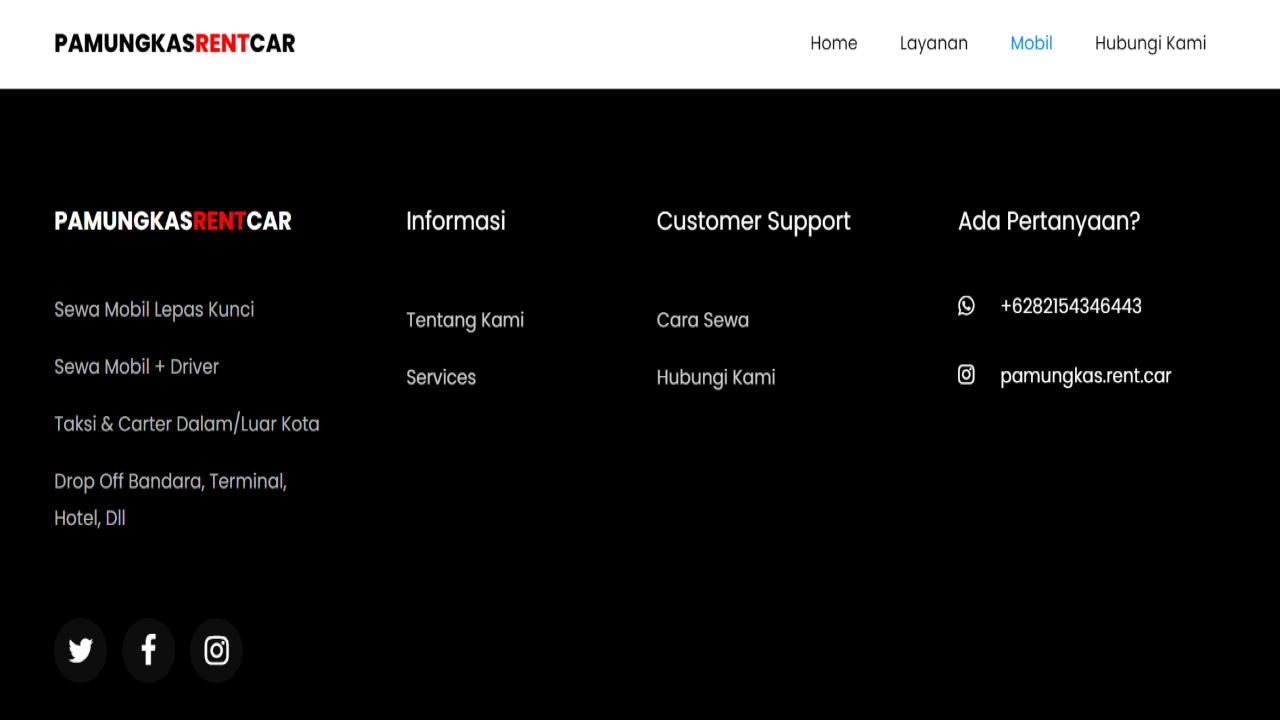 PAMUNGKASRENTCAR
Home
Layanan
Mobil
Hubungi Kami
PAMUNGKASRENTCAR
Sewa Mobil Lepas Kunci
Sewa Mobil + Driver
Taksi & Carter Dalam/Luar Kota
Drop Off Bandara, Terminal,
Hotel, Dll
Informasi
Tentang Kami
Services
Customer Support
Cara Sewa
Hubungi Kami
Ada Pertanyaan?
+6282154346443
pamungkas.rent.car